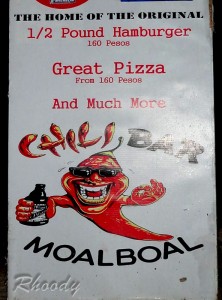 THE HOME OF THE ORIGINAL
1/2 Pound Hamburger
160 Pesos
Great Pizza
From 160 Pesos
And Much More
CHILI BAR
MOALBOAL
Rhoody